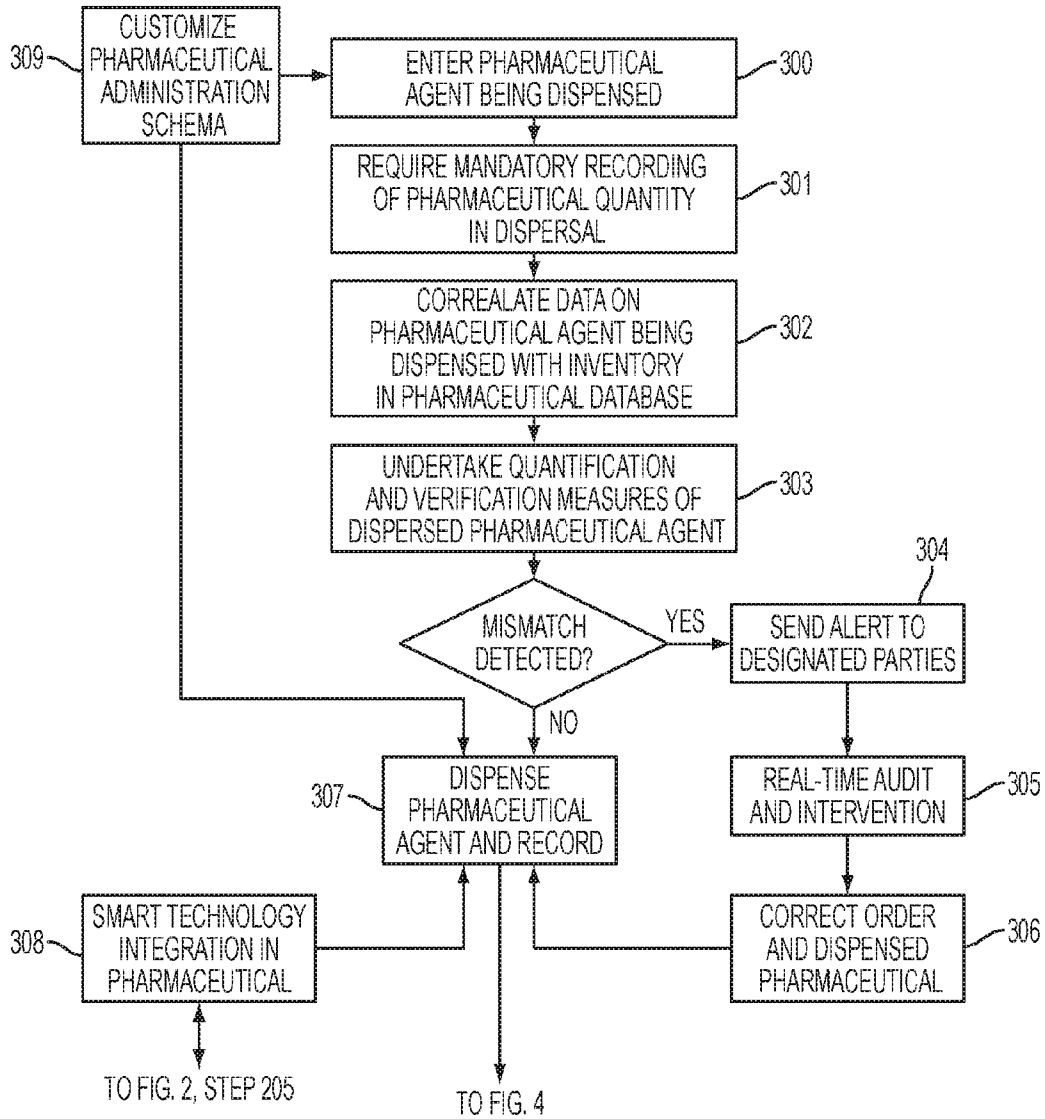 309
CUSTOMIZE
PHARMACEUTICAL
ADMINISTRATION
SCHEMA
ENTER PHARMACEUTICAL
AGENT BEING DISPENSED
300
REQUIRE MANDATORY RECORDING
OF PHARMACEUTICAL QUANTITY
IN DISPERSAL
301
CORREALATE DATA ON
PHARMACEUTICAL AGENT BEING
DISPENSED WITH INVENTORY
IN PHARMACEUTICAL DATABASE
302
UNDERTAKE QUANTIFICATION
AND VERIFICATION MEASURES OF
DISPERSED PHARMACEUTICAL AGENT
303
MISMATCH
DETECTED?
YES
NO
304
SEND ALERT TO
DESIGNATED PARTIES
REAL-TIME AUDIT
AND INTERVENTION
305
CORRECT ORDER
AND DISPENSED
PHARMACEUTICAL
306
307
DISPENSE
PHARMACEUTICAL
AGENT AND RECORD
308
SMART TECHNOLOGY
INTEGRATION IN
PHARMACEUTICAL
TO FIG. 2, STEP 205
TO FIG. 4